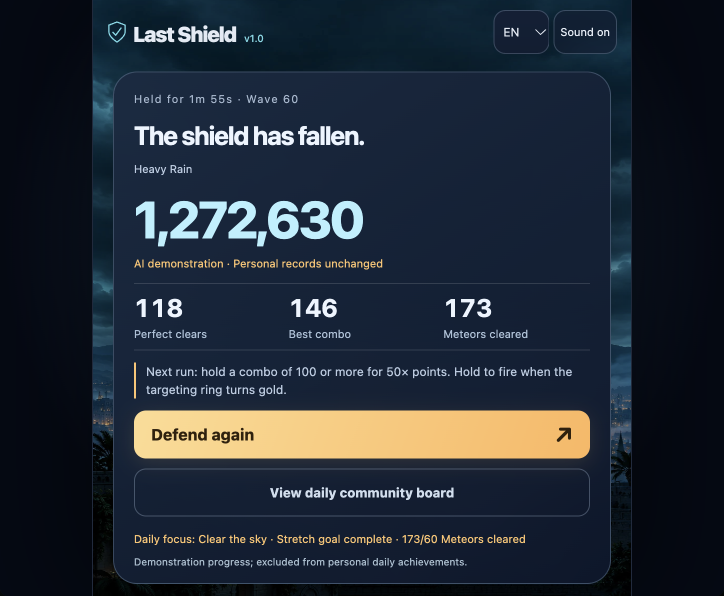 Last Shield v1.0
EN
Sound on
Held for 1m 55s · Wave 60
The shield has fallen.
Heavy Rain
1,272,630
AI demonstration · Personal records unchanged
118 146 173
Perfect clears Best combo Meteors cleared
Next run: hold a combo of 100 or more for 50× points. Hold to fire when the
targeting ring turns gold.
Defend again
View daily community board
Daily focus: Clear the sky · Stretch goal complete · 173/60 Meteors cleared
Demonstration progress; excluded from personal daily achievements.